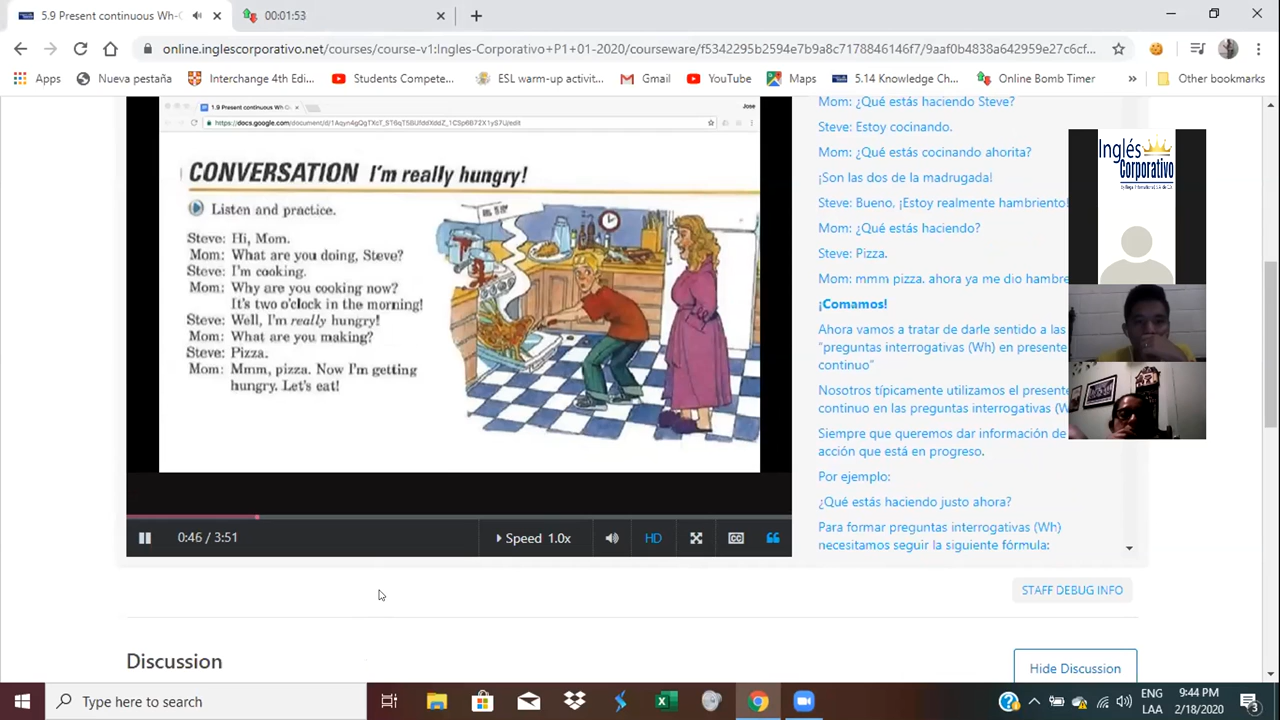 5.9 Present continuous Wh-Q
00:01:53
online.inglescorporativo.net/courses/course-v1:Ingles-Corporativo+P1+01-2020/courseware/f5342295b2594e7b9a8c7178846146f7/9aaf0b4838a642959e27c6cf...
Apps
Nueva pestaña
Interchange 4th Edi...
Students Compete...
ESL warm-up activit...
Gmail
YouTube
Maps
5.14 Knowledge Ch...
Online Bomb Timer
»
Other bookmarks
1.9 Present continuous Wh Q
Jose
CONVERSATION I'm really hungry!
Listen and practice.
Steve: Hi, Mom.
Mom: What are you doing, Steve?
Steve: I'm cooking.
Mom: Why are you cooking now?
It's two o'clock in the morning!
Steve: Well, I'm really hungry!
Mom: What are you making?
Steve: Pizza.
Mom: Mmm, pizza. Now I'm getting
hungry. Let's eat!
Mom: ¿Qué estás haciendo Steve?
Steve: Estoy cocinando.
Mom: ¿Qué estás cocinando ahorita?
¡Son las dos de la madrugada!
Steve: Bueno, ¡Estoy realmente hambriento!
Mom: ¿Qué estás haciendo?
Steve: Pizza.
Mom: mmm pizza. ahora ya me dio hambre
¡Comamos!
Ahora vamos a tratar de darle sentido a las
"preguntas interrogativas (Wh) en presente
continuo"
Nosotros típicamente utilizamos el presente
continuo en las preguntas interrogativas (W
Siempre que queremos dar información de
acción que está en progreso.
Por ejemplo:
¿Qué estás haciendo justo ahora?
Para formar preguntas interrogativas (Wh)
necesitamos seguir la siguiente fórmula:
Inglés
Corporativo
0:46 / 3:51
Speed 1.0x
HD
CC
STAFF DEBUG INFO
Discussion
Hide Discussion
Type here to search
ENG
LAA
9:44 PM
2/18/2020
3